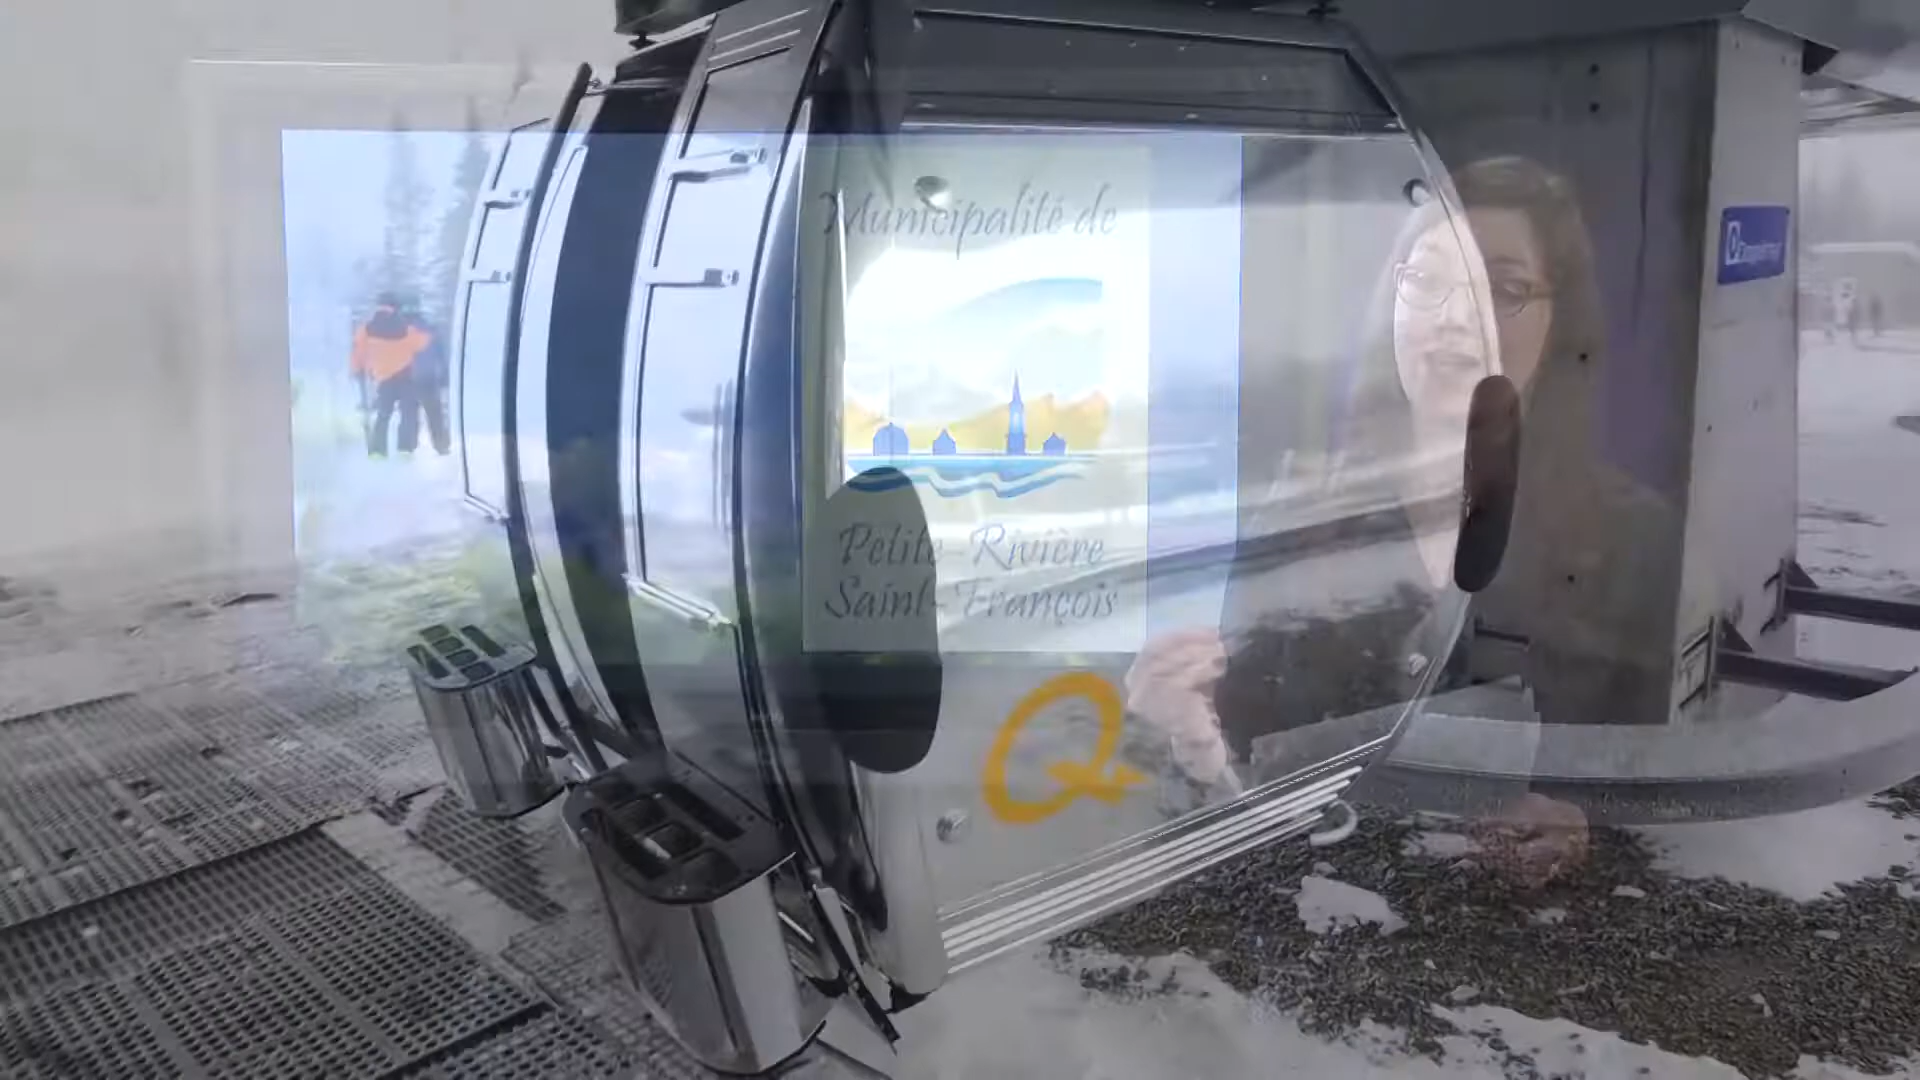 Municipalité de
Petite-Rivière
Saint-François
Q